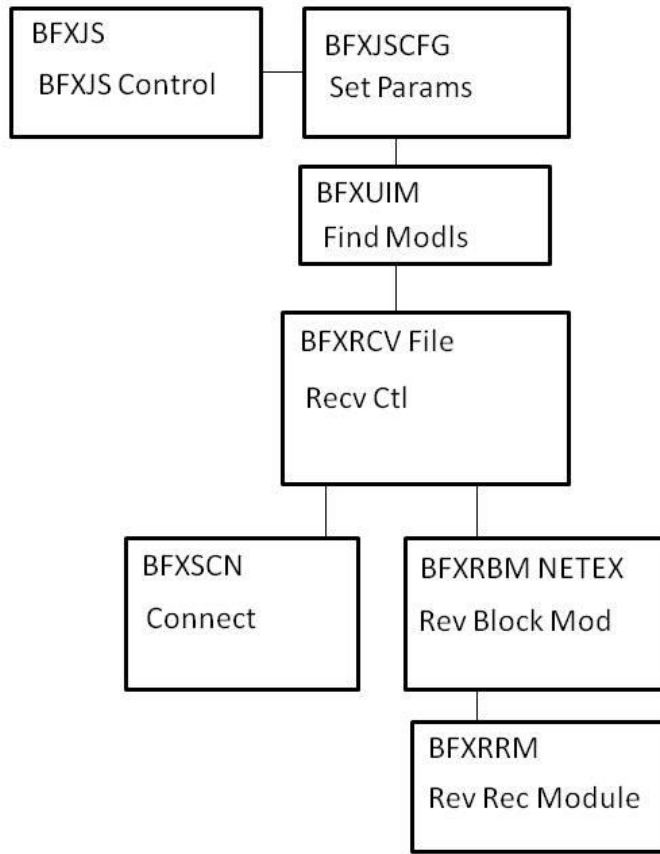 BFXJS
BFXJS Control
BFXJSCFG
Set Params
BFXUIM
Find Modls
BFXRCV File
Recv Ctl
BFXSCN
Connect
BFXRBM NETEX
Rev Block Mod
BFXRRM
Rev Rec Module